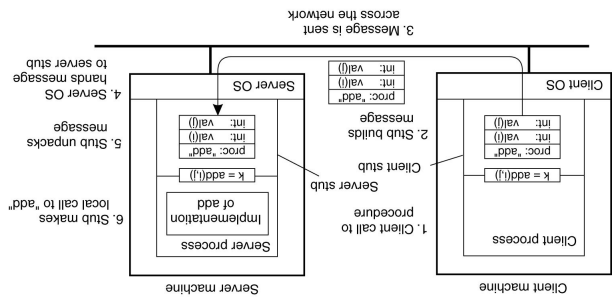 Client machine
Server machine
Client process
Server process
1. Client call to
procedure
Implementation
of add
6. Stub makes
local call to "add"
Server stub
k = add(i,j)
k = add(i,j)
Client stub
proc: "add"
int: val(i)
int: val(j)
2. Stub builds
message
proc: "add"
int: val(i)
int: val(j)
5. Stub unpacks
message
proc: "add"
int: val(i)
int: val(j)
Client OS
Server OS
4. Server OS
hands message
to server stub
3. Message is sent
across the network